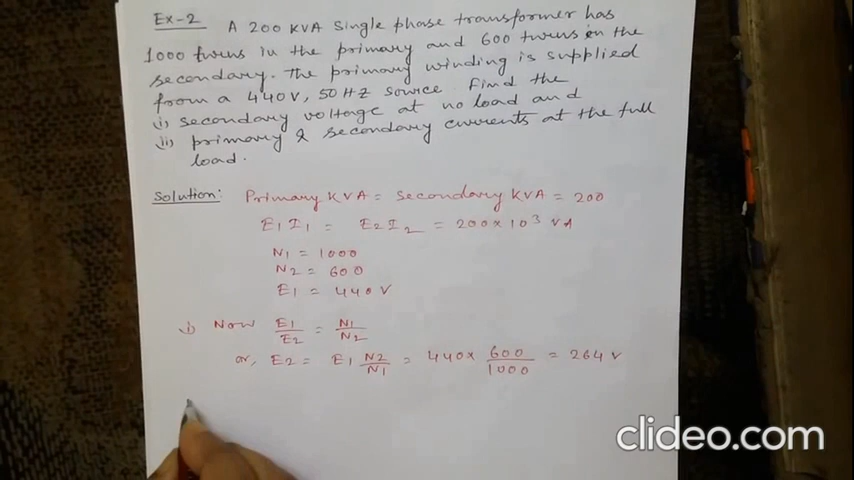 Ex-2 A 200 KVA Single phase transformer has
1000 turns in the primary and 600 turns in the
secondary. The primary winding is supplied
from a 440V, 50 HZ source. Find the
(i) secondary voltage at no load and
(ii) primary & secondary currents at the full
load.
Solution: Primary KVA = Secondary KVA = 200
E1 I1 = E2 I2 = 200 × 10³ VA
N1 = 1000
N2 = 600
E1 = 440 V
i) Now E1/E2 = N1/N2
or, E2 = E1 N2/N1 = 440 × 600/1000 = 264 V
clideo.com